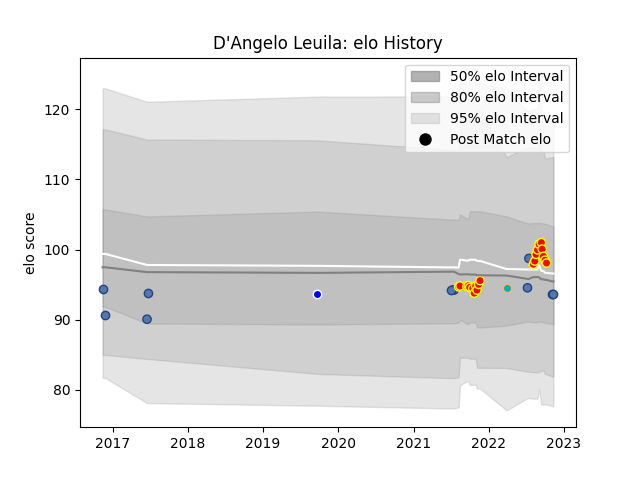 D'Angelo Leuila: elo History
50% elo Interval
80% elo Interval
95% elo Interval
Post Match elo
elo score
120
110
100
90
80
2017 2018 2019 2020 2021 2022 2023